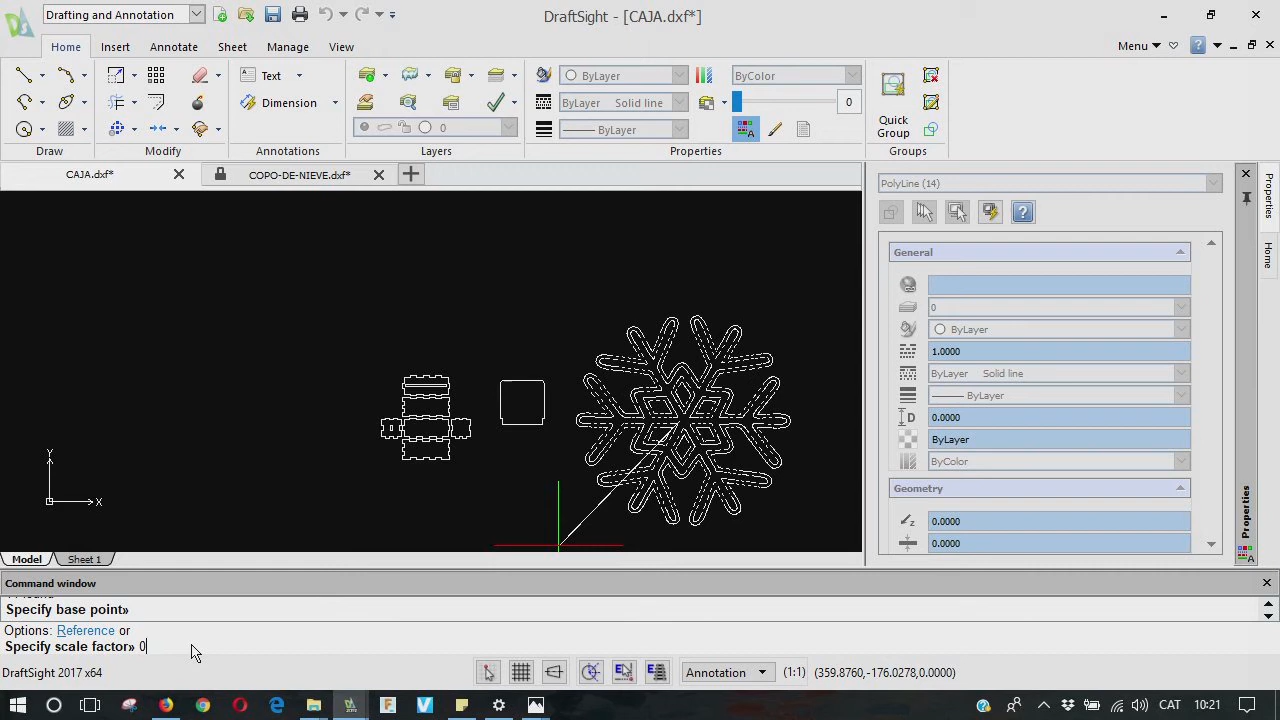 Drafting and Annotation
DraftSight - [CAJA.dxf*]
Home
Insert
Annotate
Sheet
Manage
View
Menu
Text
Dimension
ByLayer
ByColor
ByLayer Solid line
0
Quick
Group
0
ByLayer
Draw
Modify
Annotations
Layers
Properties
Groups
CAJA.dxf*
COPO-DE-NIEVE.dxf*
PolyLine (14)
General
0
ByLayer
1.0000
ByLayer Solid line
ByLayer
D
0.0000
ByLayer
ByColor
Geometry
0.0000
0.0000
Properties
Home
Properties
Y
X
Model
Sheet 1
Command window
Specify base point»
Options: Reference or
Specify scale factor» 0
DraftSight 2017 x64
Annotation
(1:1)
(359.8760,-176.0278,0.0000)
CAT
10:21